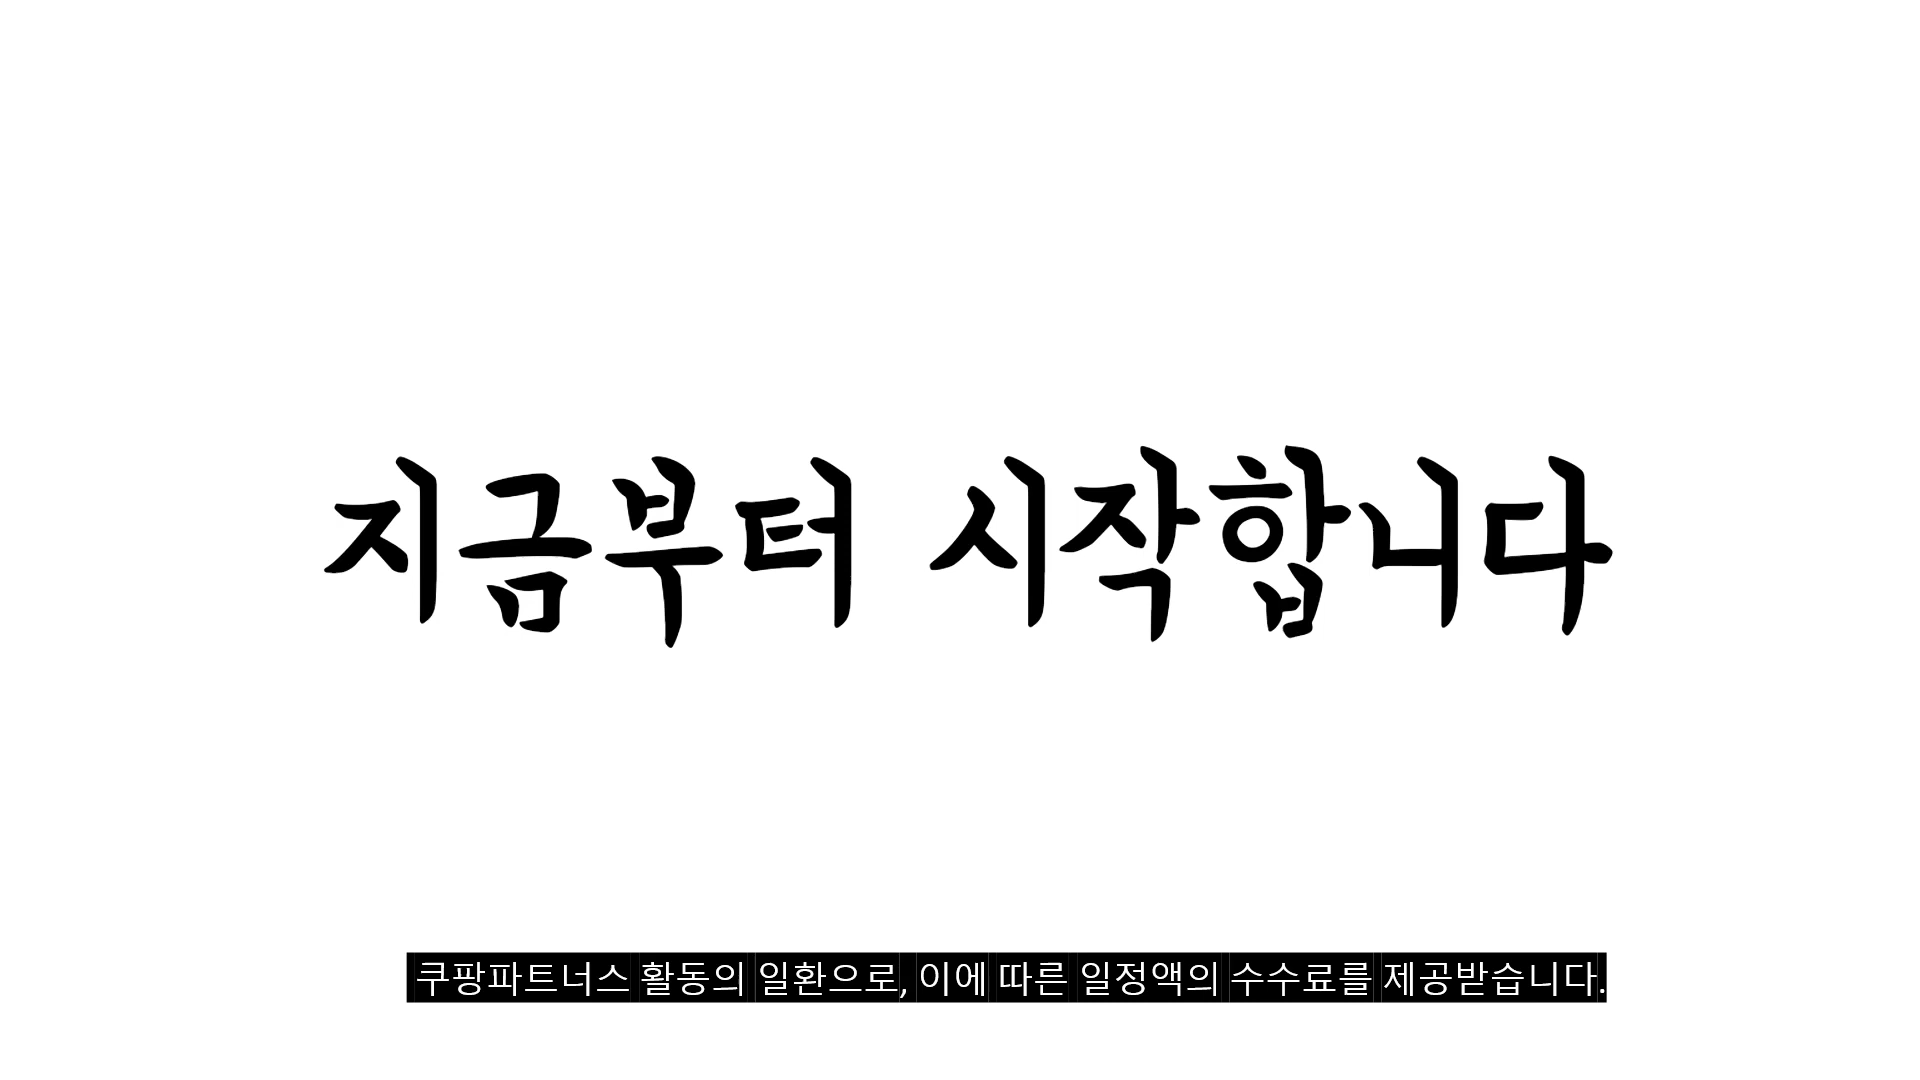 지금부터 시작합니다
쿠팡파트너스 활동의 일환으로, 이에 따른 일정액의 수수료를 제공받습니다.